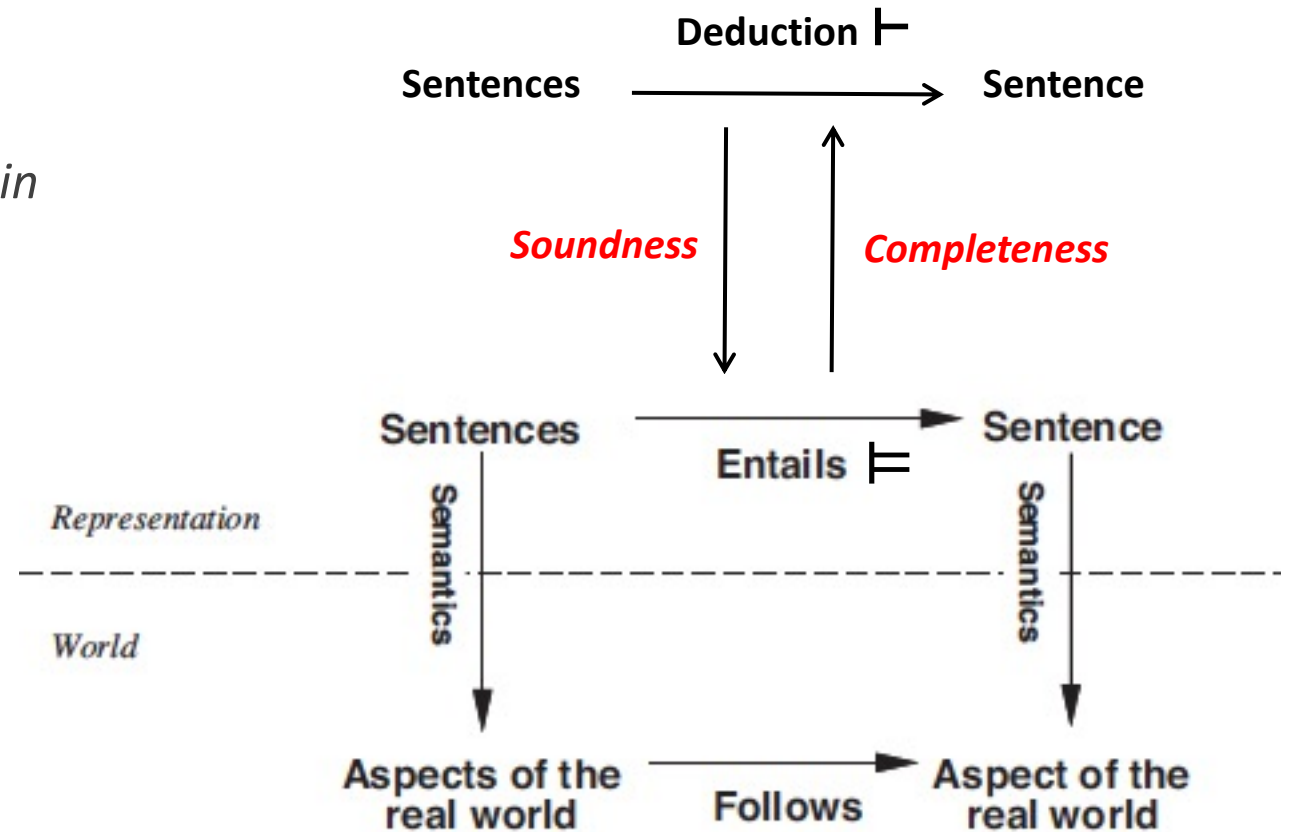 Deduction ⊢
Sentences Sentence
in
Soundness Completeness
Sentences Sentence
Entails ⊨
Semantics Semantics
Representation
World
Aspects of the Aspect of the
real world Follows real world